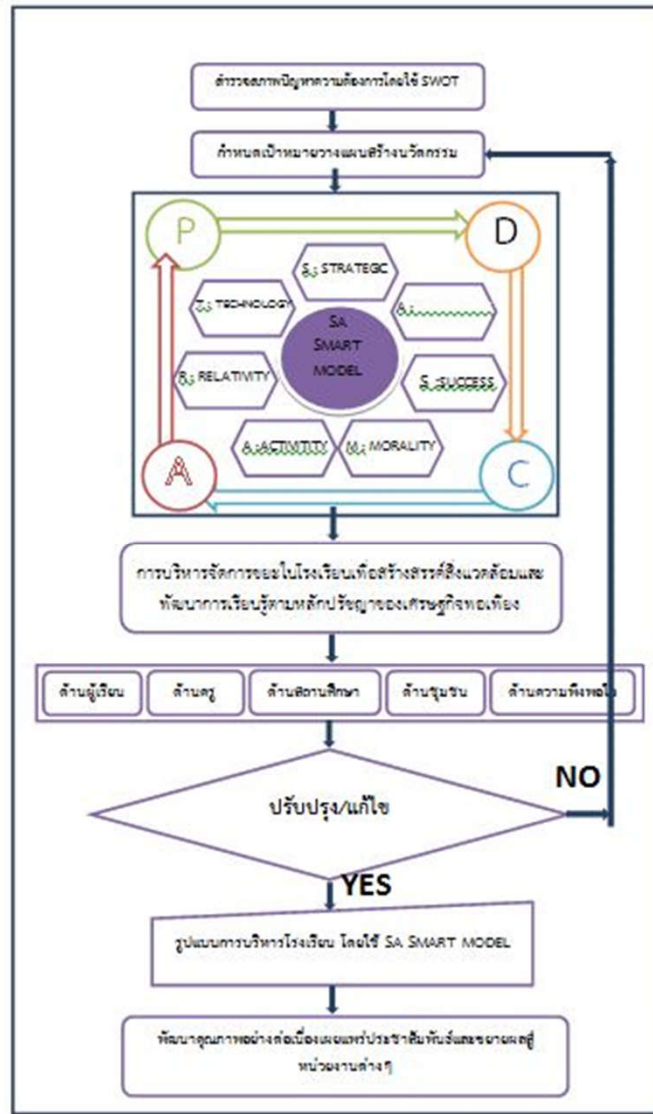 สำรวจสภาพปัญหาความต้องการโดยใช้ SWOT
กำหนดเป้าหมายวางแผนสร้างนวัตกรรม
P
D
S: STRATEGIC
T: TECHNOLOGY
A:
SA
SMART
MODEL
R: RELATIVITY
S :SUCCESS
A :ACTIVITITY
M: MORALITY
A
C
การบริหารจัดการขยะในโรงเรียนเพื่อสร้างสรรค์สิ่งแวดล้อมและ
พัฒนาการเรียนรู้ตามหลักปรัชญาของเศรษฐกิจพอเพียง
ด้านผู้เรียน ด้านครู ด้านสถานศึกษา ด้านชุมชน ด้านความพึงพอใจ
NO
ปรับปรุง/แก้ไข
YES
รูปแบบการบริหารโรงเรียน โดยใช้ SA SMART MODEL
พัฒนาคุณภาพอย่างต่อเนื่องเผยแพร่ประชาสัมพันธ์และขยายผลสู่
หน่วยงานต่างๆ